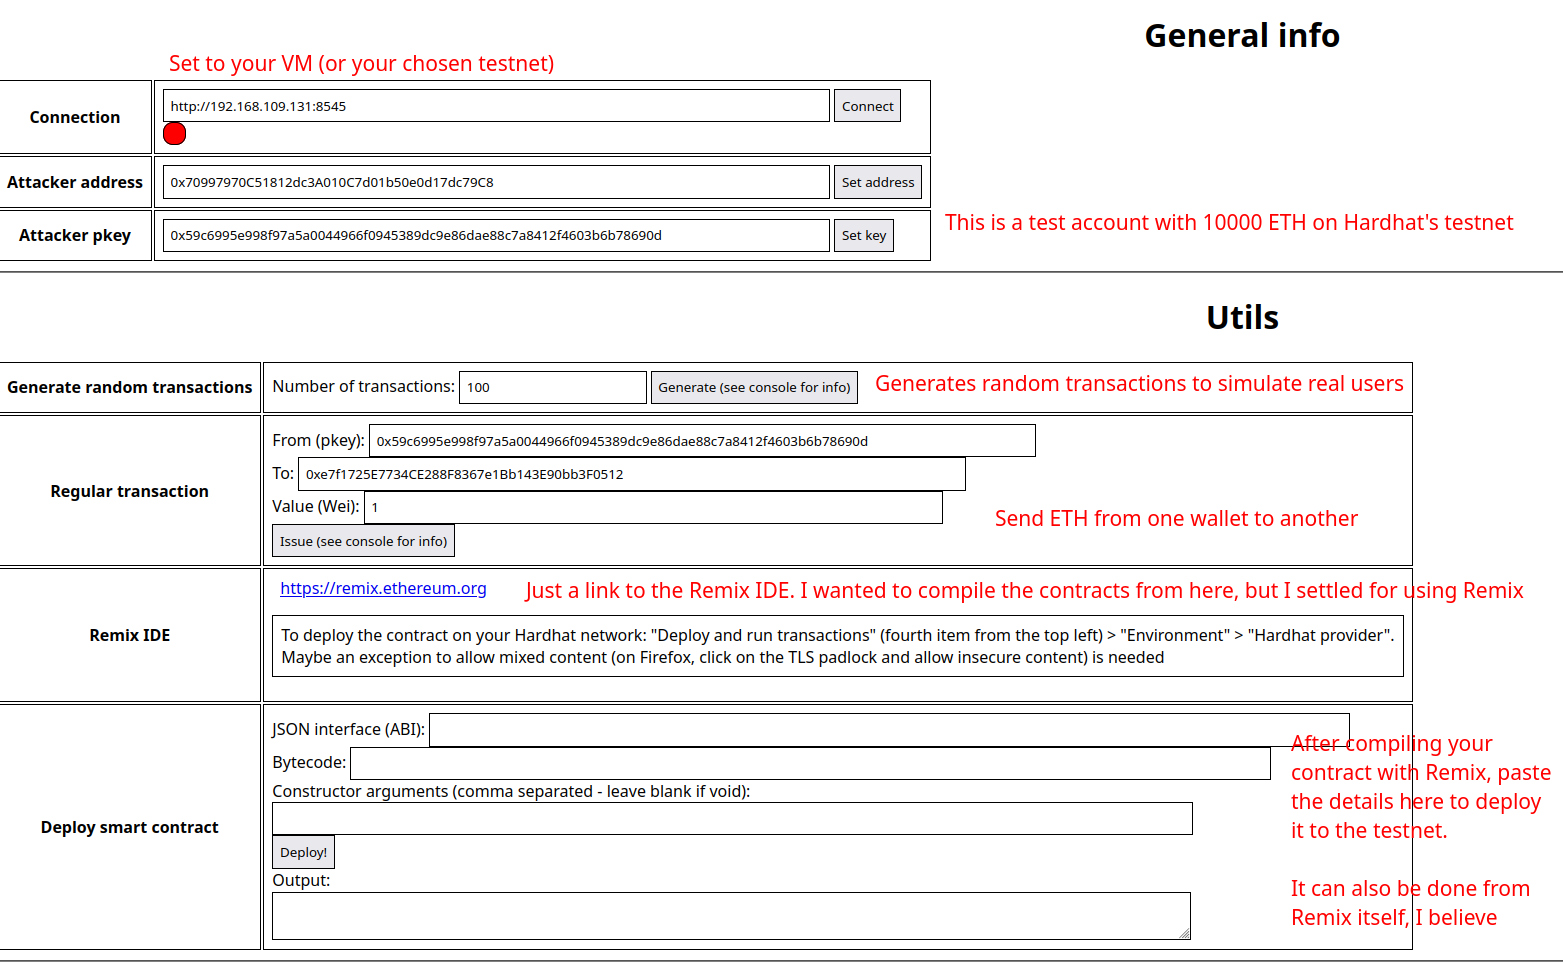 General info
Set to your VM (or your chosen testnet)
Connection
http://192.168.109.131:8545
Connect
Attacker address
0x70997970C51812dc3A010C7d01b50e0d17dc79C8
Set address
Attacker pkey
0x59c6995e998f97a5a0044966f0945389dc9e86dae88c7a8412f4603b6b78690d
Set key
This is a test account with 10000 ETH on Hardhat's testnet
Utils
Generate random transactions
Number of transactions:
100
Generate (see console for info)
Generates random transactions to simulate real users
Regular transaction
From (pkey):
0x59c6995e998f97a5a0044966f0945389dc9e86dae88c7a8412f4603b6b78690d
To:
0xe7f1725E7734CE288F8367e1Bb143E90bb3F0512
Value (Wei):
1
Send ETH from one wallet to another
Issue (see console for info)
Remix IDE
https://remix.ethereum.org
Just a link to the Remix IDE. I wanted to compile the contracts from here, but I settled for using Remix
To deploy the contract on your Hardhat network: "Deploy and run transactions" (fourth item from the top left) > "Environment" > "Hardhat provider".
Maybe an exception to allow mixed content (on Firefox, click on the TLS padlock and allow insecure content) is needed
Deploy smart contract
JSON interface (ABI):
Bytecode:
Constructor arguments (comma separated - leave blank if void):
Deploy!
Output:
After compiling your
contract with Remix, paste
the details here to deploy
it to the testnet.
It can also be done from
Remix itself, I believe